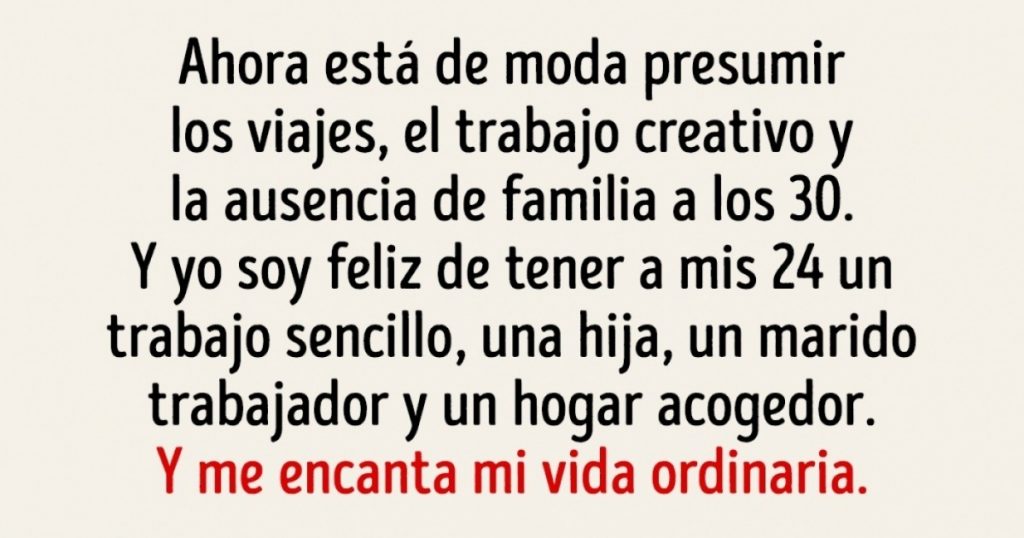 Ahora está de moda presumir
los viajes, el trabajo creativo y
la ausencia de familia a los 30.
Y yo soy feliz de tener a mis 24 un
trabajo sencillo, una hija, un marido
trabajador y un hogar acogedor.
Y me encanta mi vida ordinaria.